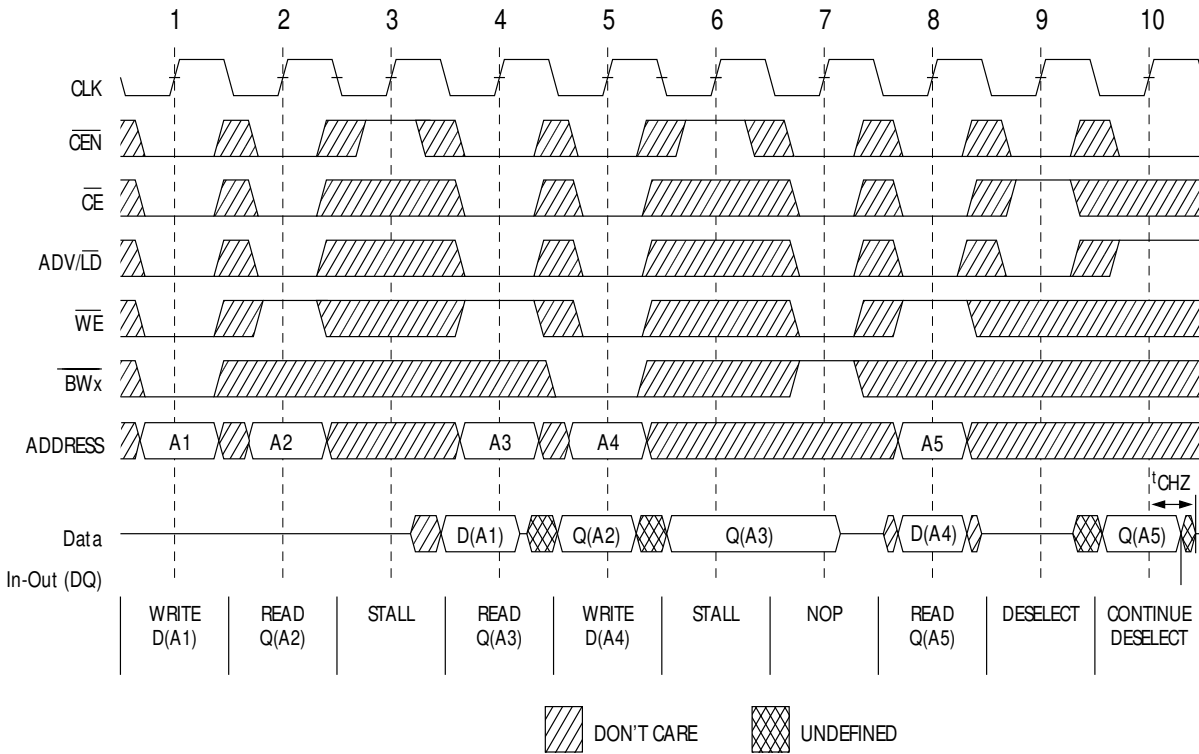 1 2 3 4 5 6 7 8 9 10
CLK
CEN
CE
ADV/LD
WE
BWx
ADDRESS A1 A2 A3 A4 A5
tCHZ
Data D(A1) Q(A2) Q(A3) D(A4) Q(A5)
In-Out (DQ)
WRITE READ STALL READ WRITE STALL NOP READ DESELECT CONTINUE
D(A1) Q(A2) Q(A3) D(A4) Q(A5) DESELECT
DON'T CARE UNDEFINED